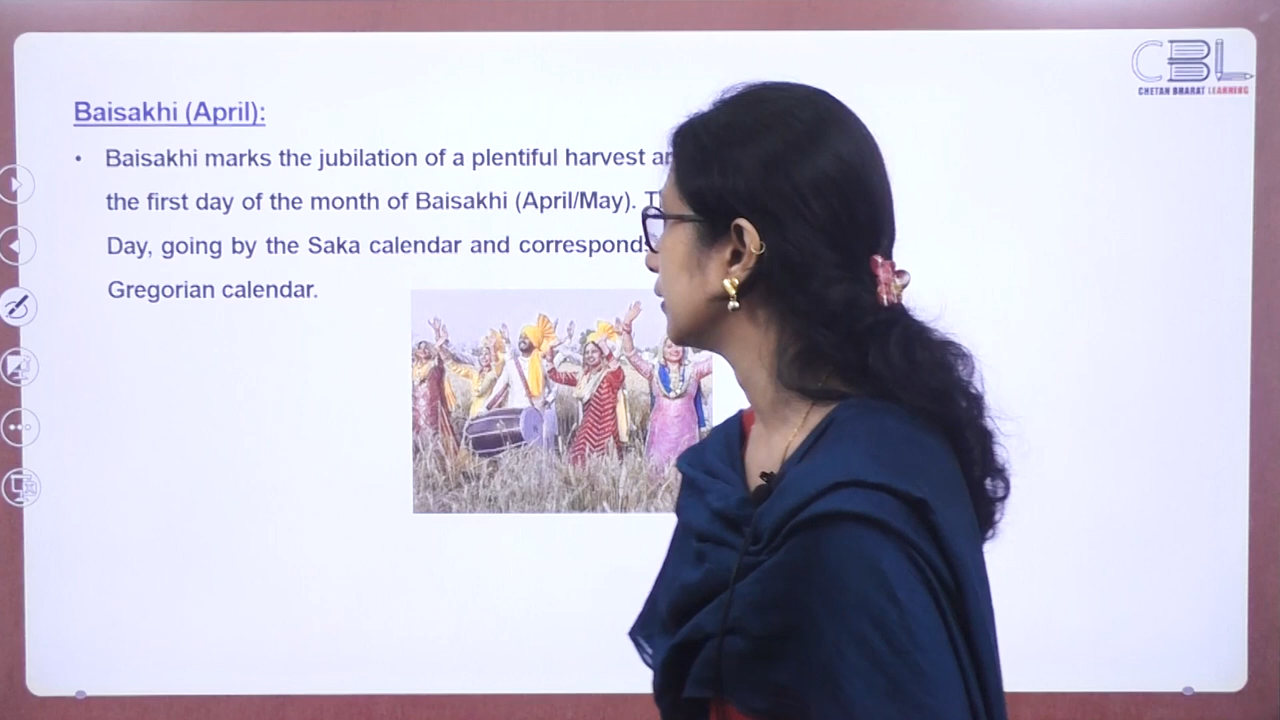 CBL
CHETAN BHARAT LEARNING
Baisakhi (April):
• Baisakhi marks the jubilation of a plentiful harvest
the first day of the month of Baisakhi (April/May).
Day, going by the Saka calendar and
Gregorian calendar.